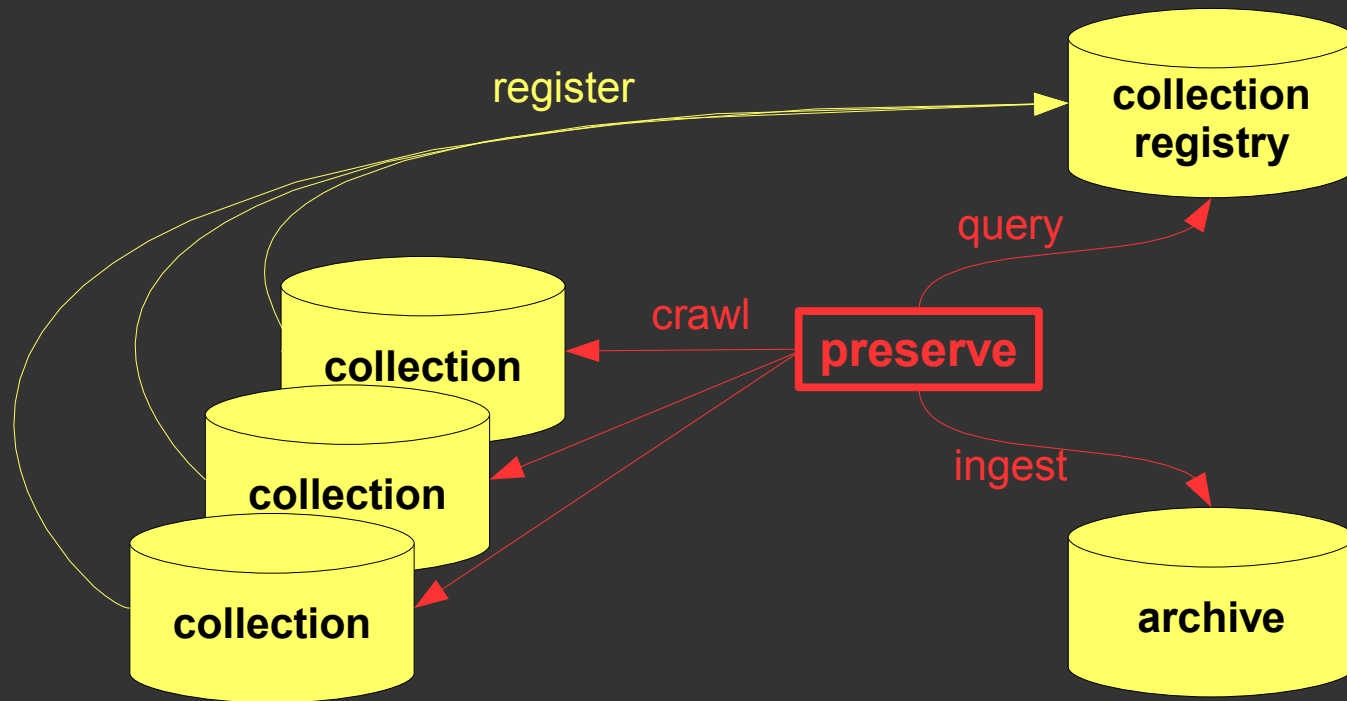 register
collection
registry
query
crawl
preserve
collection
collection
ingest
collection
archive